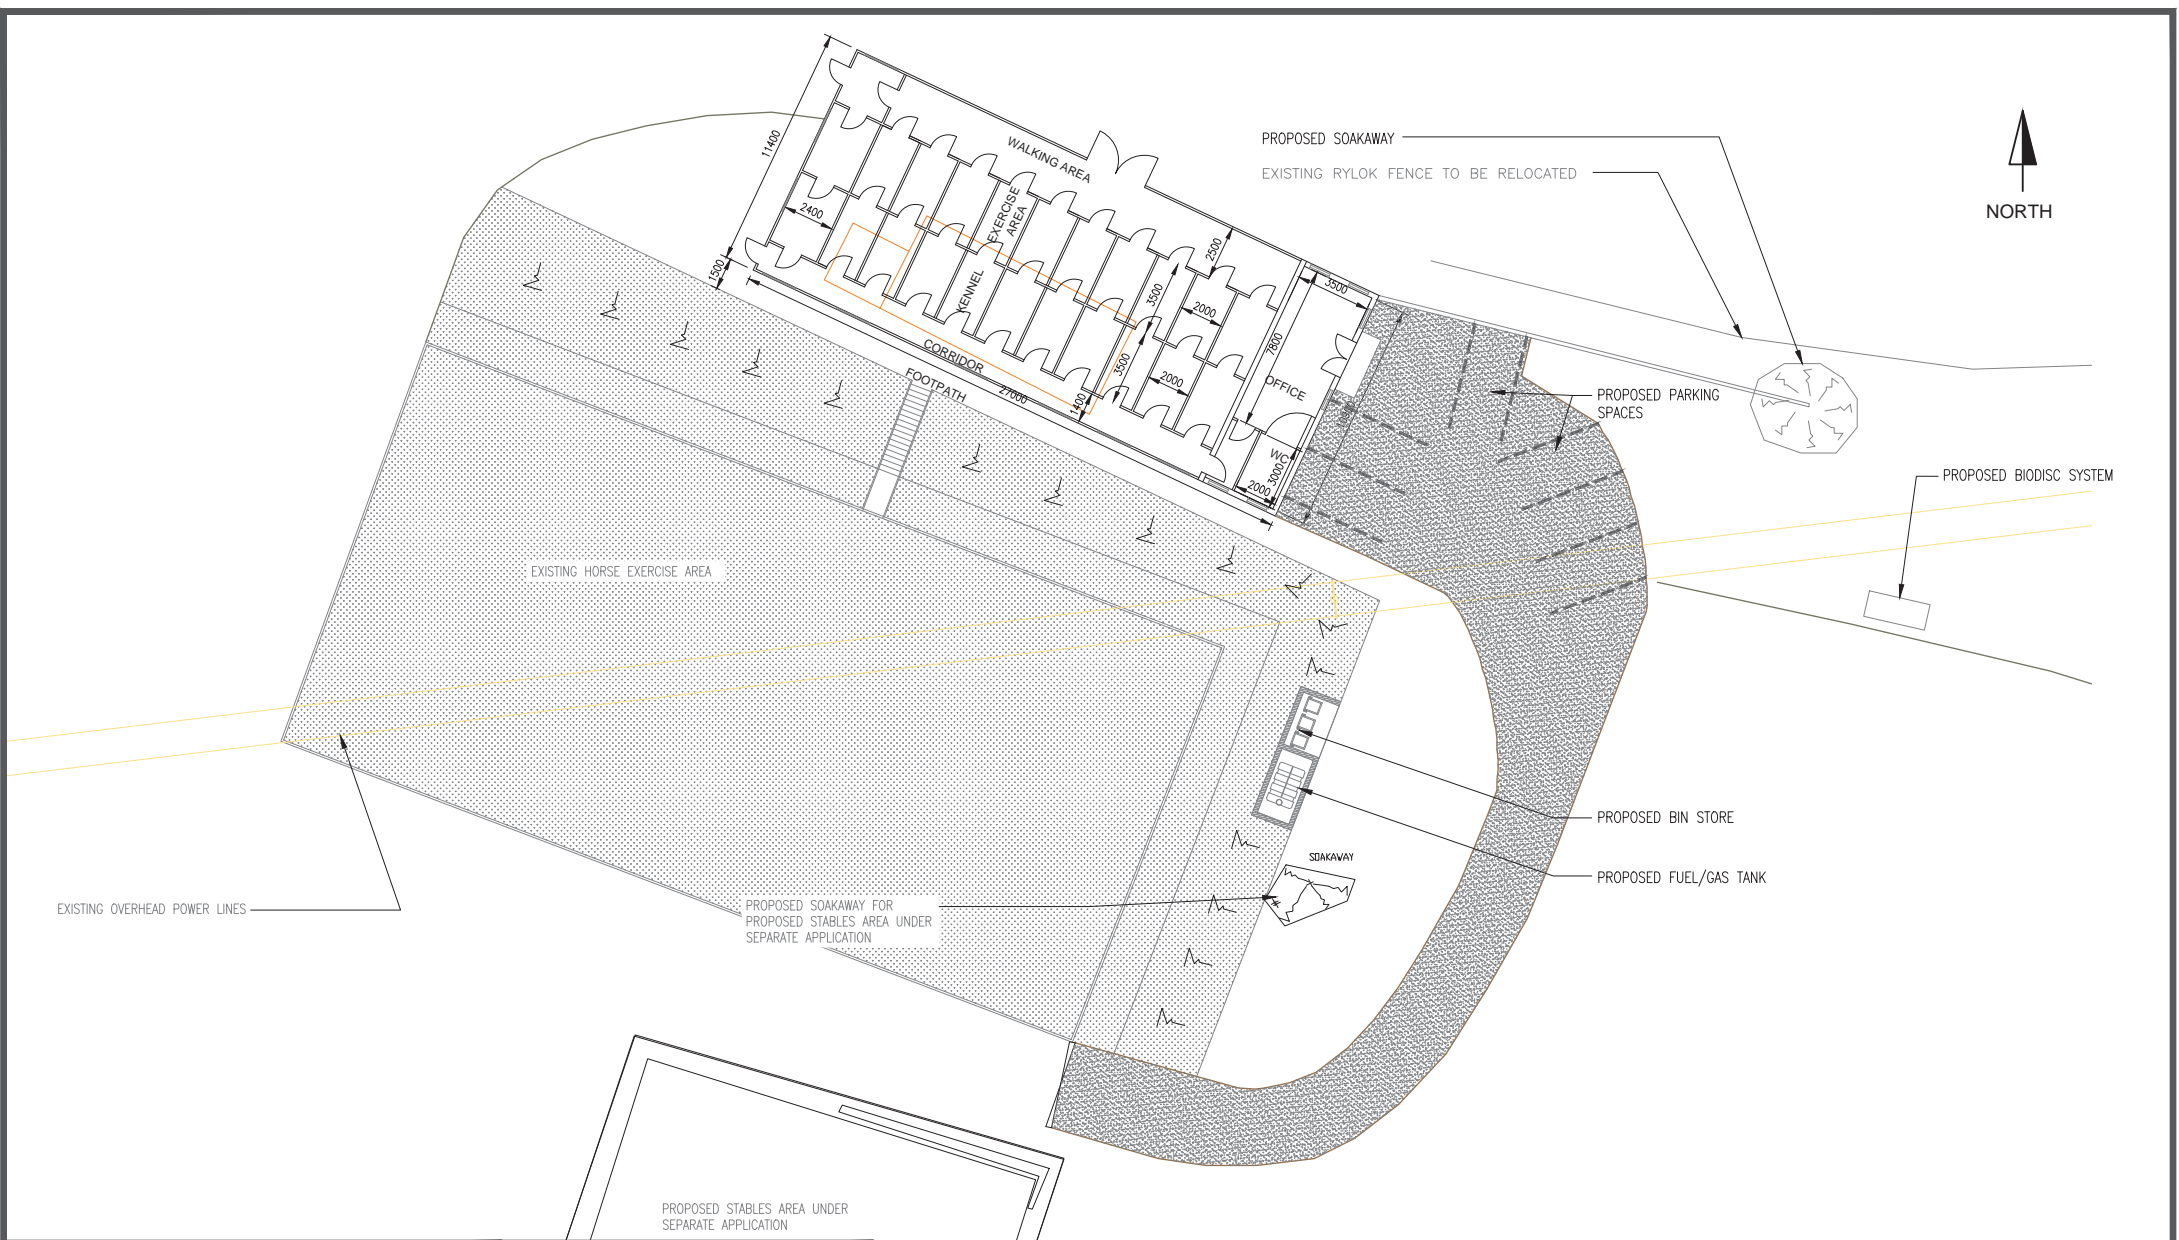 11400
WALKING AREA
PROPOSED SOAKAWAY
EXISTING RYLOK FENCE TO BE RELOCATED
NORTH
2400
EXERCISE
AREA
2500
1500
KENNEL
3500
2000
3500
7800
CORRIDOR
FOOTPATH
27000
3500
2000
1400
OFFICE
WC
3000
2000
PROPOSED PARKING
SPACES
PROPOSED BIODISC SYSTEM
EXISTING HORSE EXERCISE AREA
PROPOSED BIN STORE
SOAKAWAY
PROPOSED FUEL/GAS TANK
EXISTING OVERHEAD POWER LINES
PROPOSED SOAKAWAY FOR
PROPOSED STABLES AREA UNDER
SEPARATE APPLICATION
PROPOSED STABLES AREA UNDER
SEPARATE APPLICATION